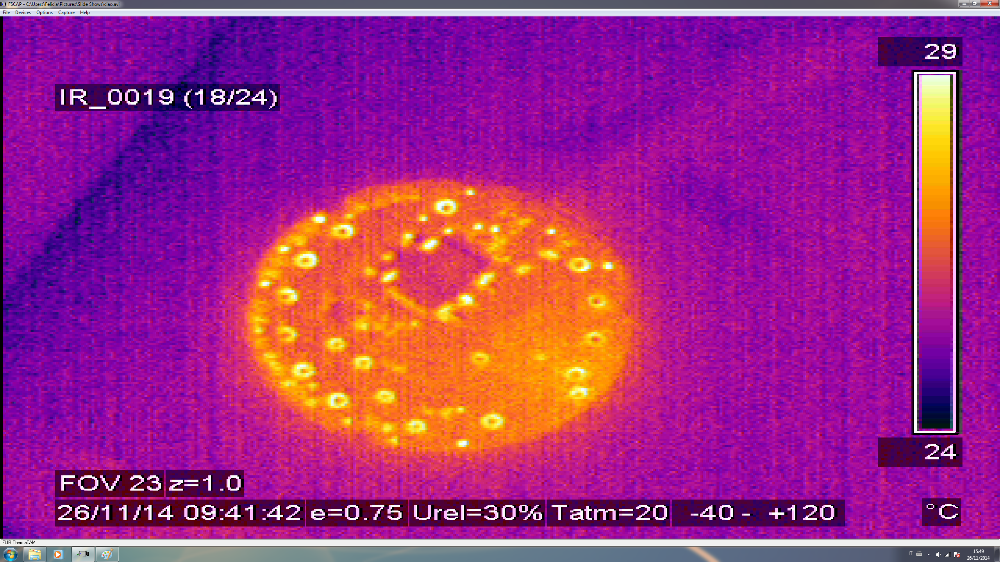 FSCAP - C:\Users\Felicia\Pictures\Slide Shows\ciao.avi
File Devices Options Capture Help
29
IR_0019 (18/24)
24
FOV 23 z=1.0
26/11/14 09:41:42 e=0.75 Urel=30% Tatm=20 -40 - +120 °C
FLIR ThermaCAM
IT 15:49
26/11/2014